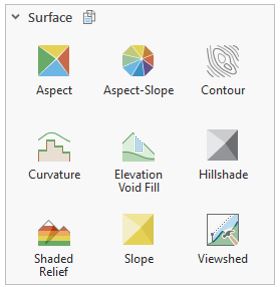 Surface
Aspect
Aspect-Slope
Contour
Curvature
Elevation
Void Fill
Hillshade
Shaded
Relief
Slope
Viewshed